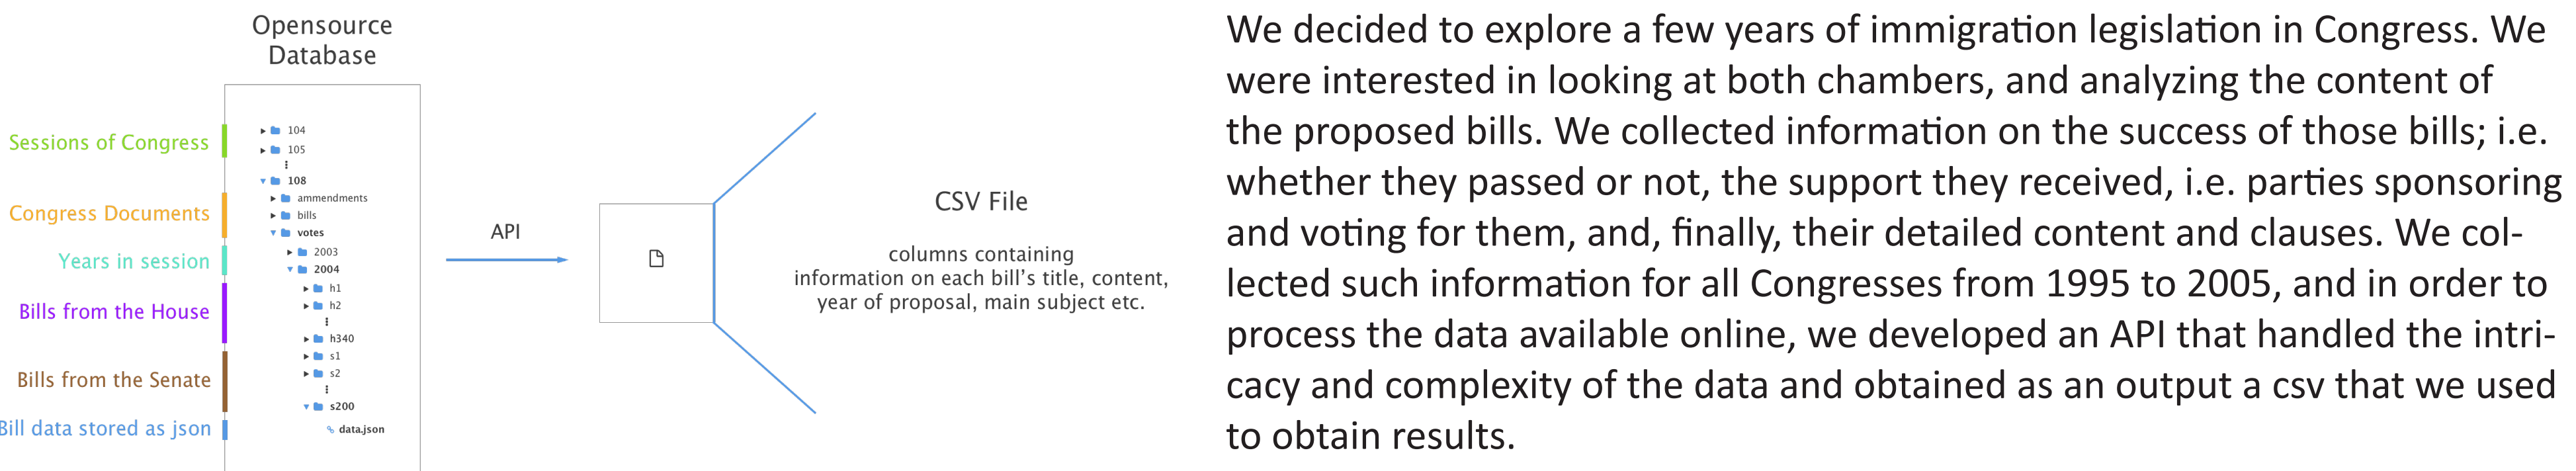 Opensource
Database
Sessions of Congress
Congress Documents
Years in session
Bills from the House
Bills from the Senate
Bill data stored as json
104
105
108
ammendments
bills
votes
2003
2004
h1
h2
h340
s1
s2
s200
data.json
API
CSV File
columns containing
information on each bill's title, content,
year of proposal, main subject etc.
We decided to explore a few years of immigration legislation in Congress. We
were interested in looking at both chambers, and analyzing the content of
the proposed bills. We collected information on the success of those bills; i.e.
whether they passed or not, the support they received, i.e. parties sponsoring
and voting for them, and, finally, their detailed content and clauses. We col-
lected such information for all Congresses from 1995 to 2005, and in order to
process the data available online, we developed an API that handled the intri-
cacy and complexity of the data and obtained as an output a csv that we used
to obtain results.